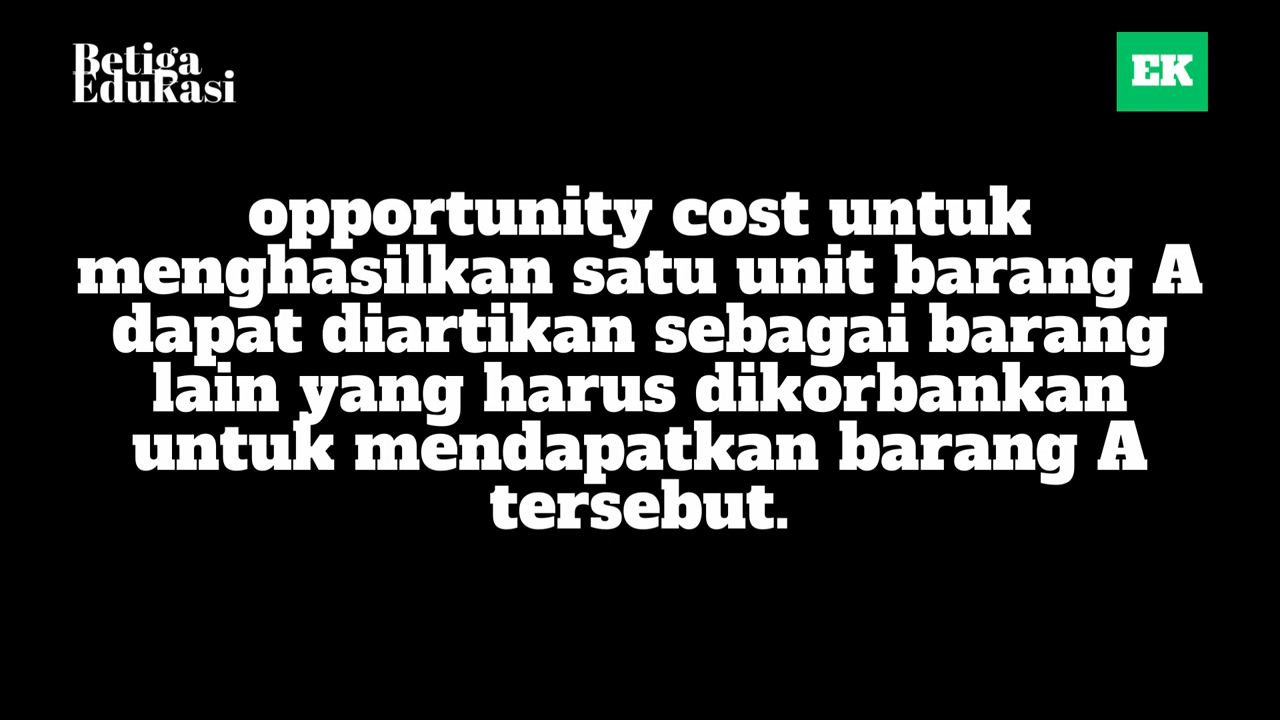 Betiga
Edukasi
EK
opportunity cost untuk
menghasilkan satu unit barang A
dapat diartikan sebagai barang
lain yang harus dikorbankan
untuk mendapatkan barang A
tersebut.